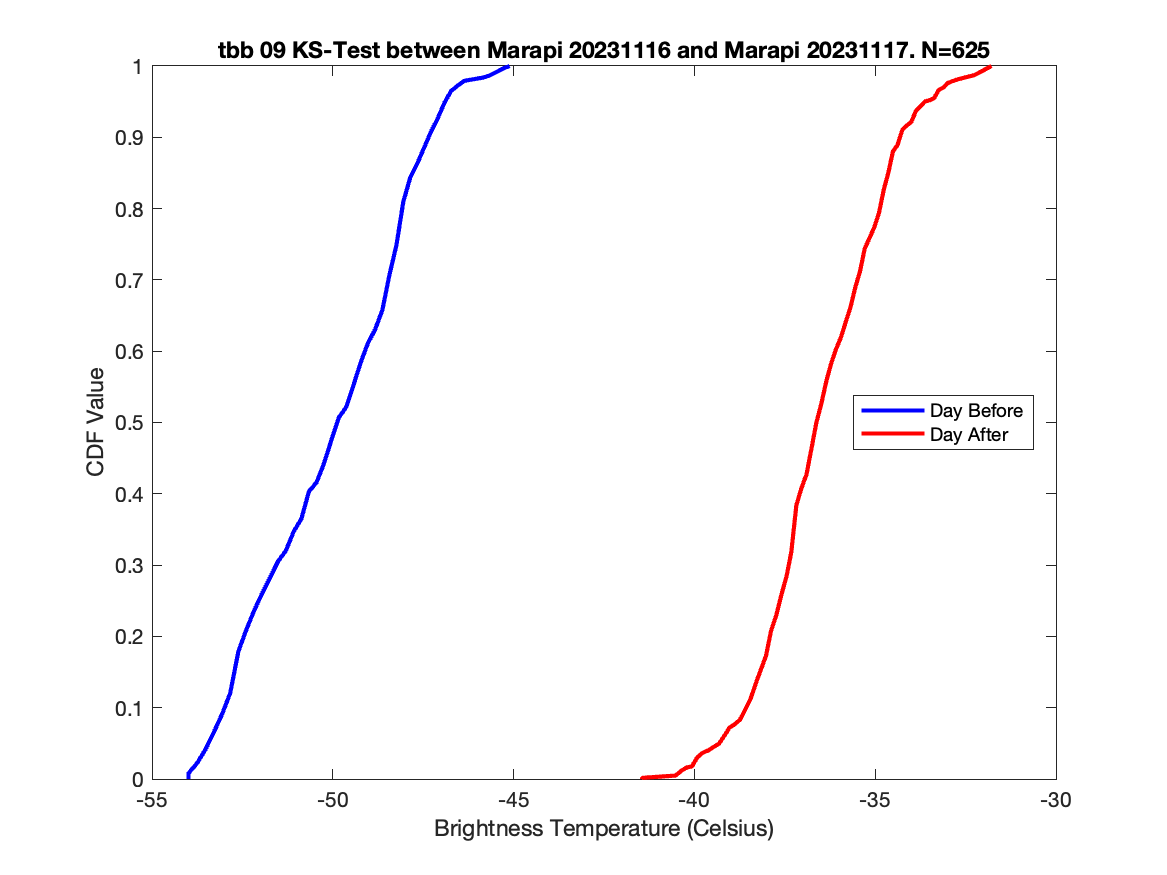 tbb 09 KS-Test between Marapi 20231116 and Marapi 20231117. N=625
1
0.9
0.8
0.7
0.6
0.5
0.4
0.3
0.2
0.1
0
CDF Value
Day Before
Day After
-55 -50 -45 -40 -35 -30
Brightness Temperature (Celsius)